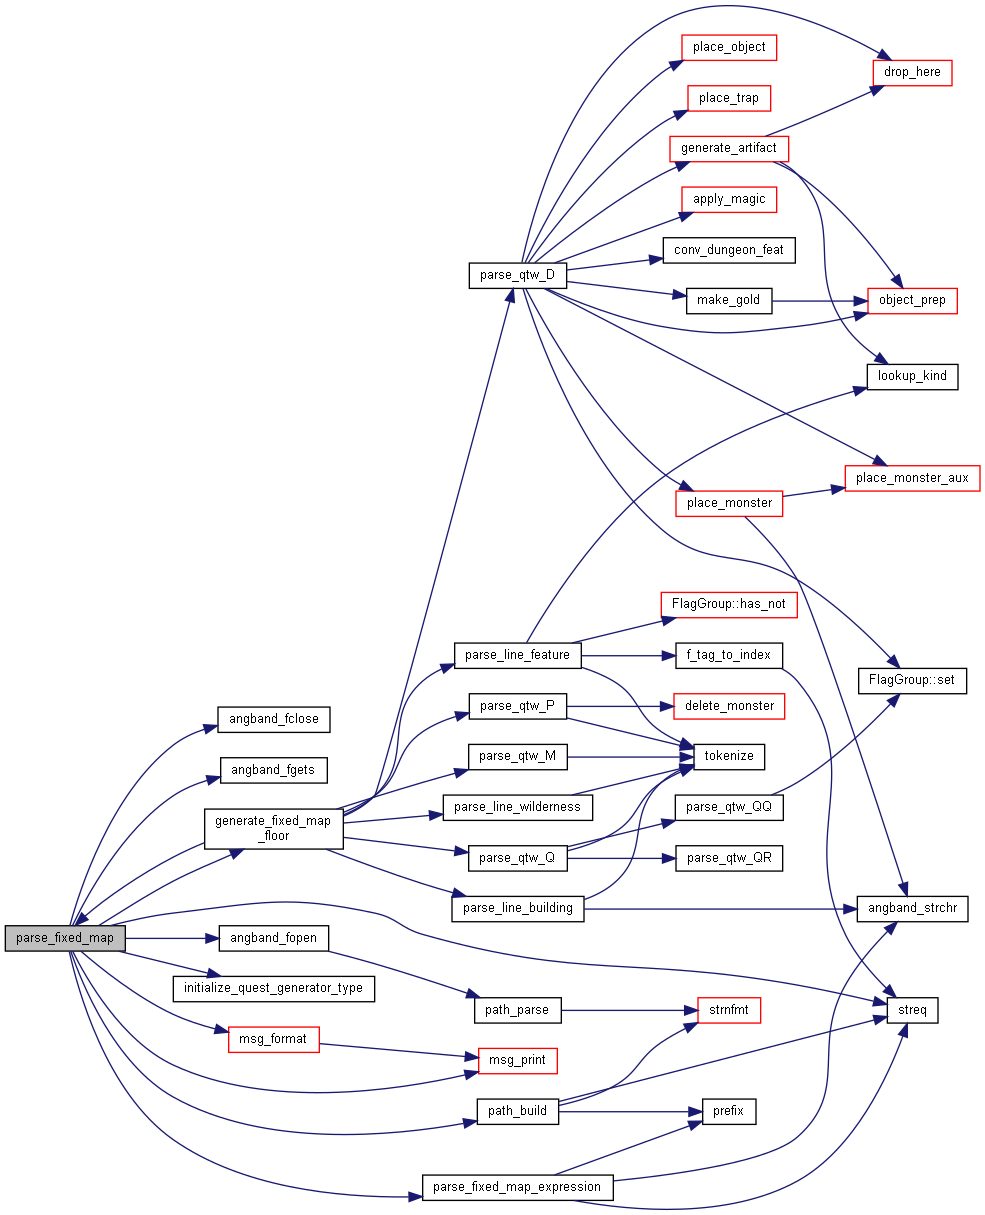 place_object
drop_here
place_trap
generate_artifact
apply_magic
conv_dungeon_feat
parse_qtw_D
make_gold
object_prep
lookup_kind
place_monster_aux
place_monster
FlagGroup::has_not
parse_line_feature
f_tag_to_index
FlagGroup::set
angband_fclose
parse_qtw_P
delete_monster
angband_fgets
parse_qtw_M
tokenize
generate_fixed_map
_floor
parse_line_wilderness
parse_qtw_QQ
parse_qtw_Q
parse_qtw_QR
parse_line_building
angband_strchr
parse_fixed_map
angband_fopen
initialize_quest_generator_type
path_parse
strnfmt
streq
msg_format
msg_print
path_build
prefix
parse_fixed_map_expression